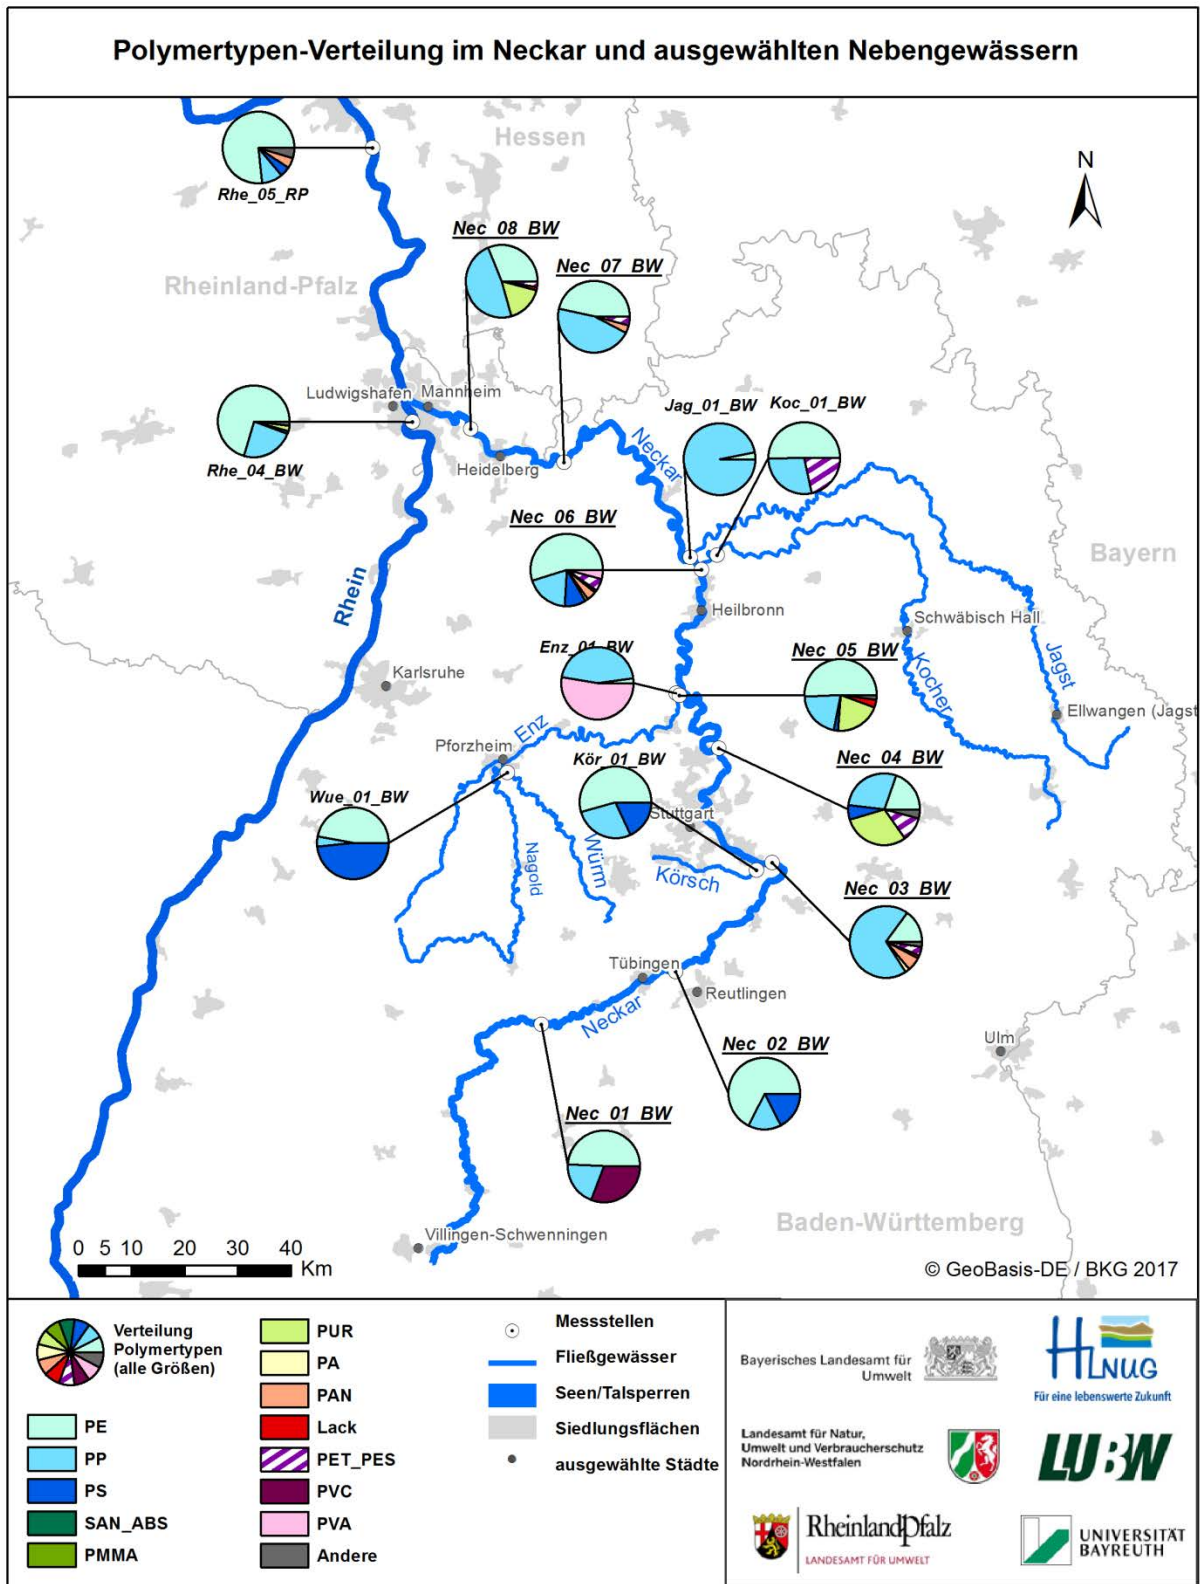 Polymertypen-Verteilung im Neckar und ausgewählten Nebengewässern
Hessen
N
Rhe_05_RP
Nec_08_BW
Nec_07_BW
Rheinland-Pfalz
Ludwigshafen
Mannheim
Jag_01_BW
Koc_01_BW
Neckar
Rhe_04_BW
Heidelberg
Nec_06_BW
Bayern
Rhein
Heilbronn
Schwäbisch Hall
Enz_01_BW
Nec_05_BW
Kocher
Jagst
Karlsruhe
Ellwangen (Jagst
Enz
Pforzheim
Kör_01_BW
Nec_04_BW
Wue_01_BW
Stuttgart
Nagold
Würm
Körsch
Nec_03_BW
Tübingen
Reutlingen
Neckar
Ulm
Nec_02_BW
Nec_01_BW
Baden-Württemberg
Villingen-Schwenningen
0 5 10 20 30 40
Km
© GeoBasis-DE / BKG 2017
Verteilung
Polymertypen
(alle Größen)
PE
PP
PS
SAN_ABS
PMMA
PUR
PA
PAN
Lack
PET_PES
PVC
PVA
Andere
Messstellen
Fließgewässer
Seen/Talsperren
Siedlungsflächen
ausgewählte Städte
Bayerisches Landesamt für
Umwelt
HLNUG
Für eine lebenswerte Zukunft
Landesamt für Natur,
Umwelt und Verbraucherschutz
Nordrhein-Westfalen
LUBW
RheinlandPfalz
LANDESAMT FÜR UMWELT
UNIVERSITÄT
BAYREUTH